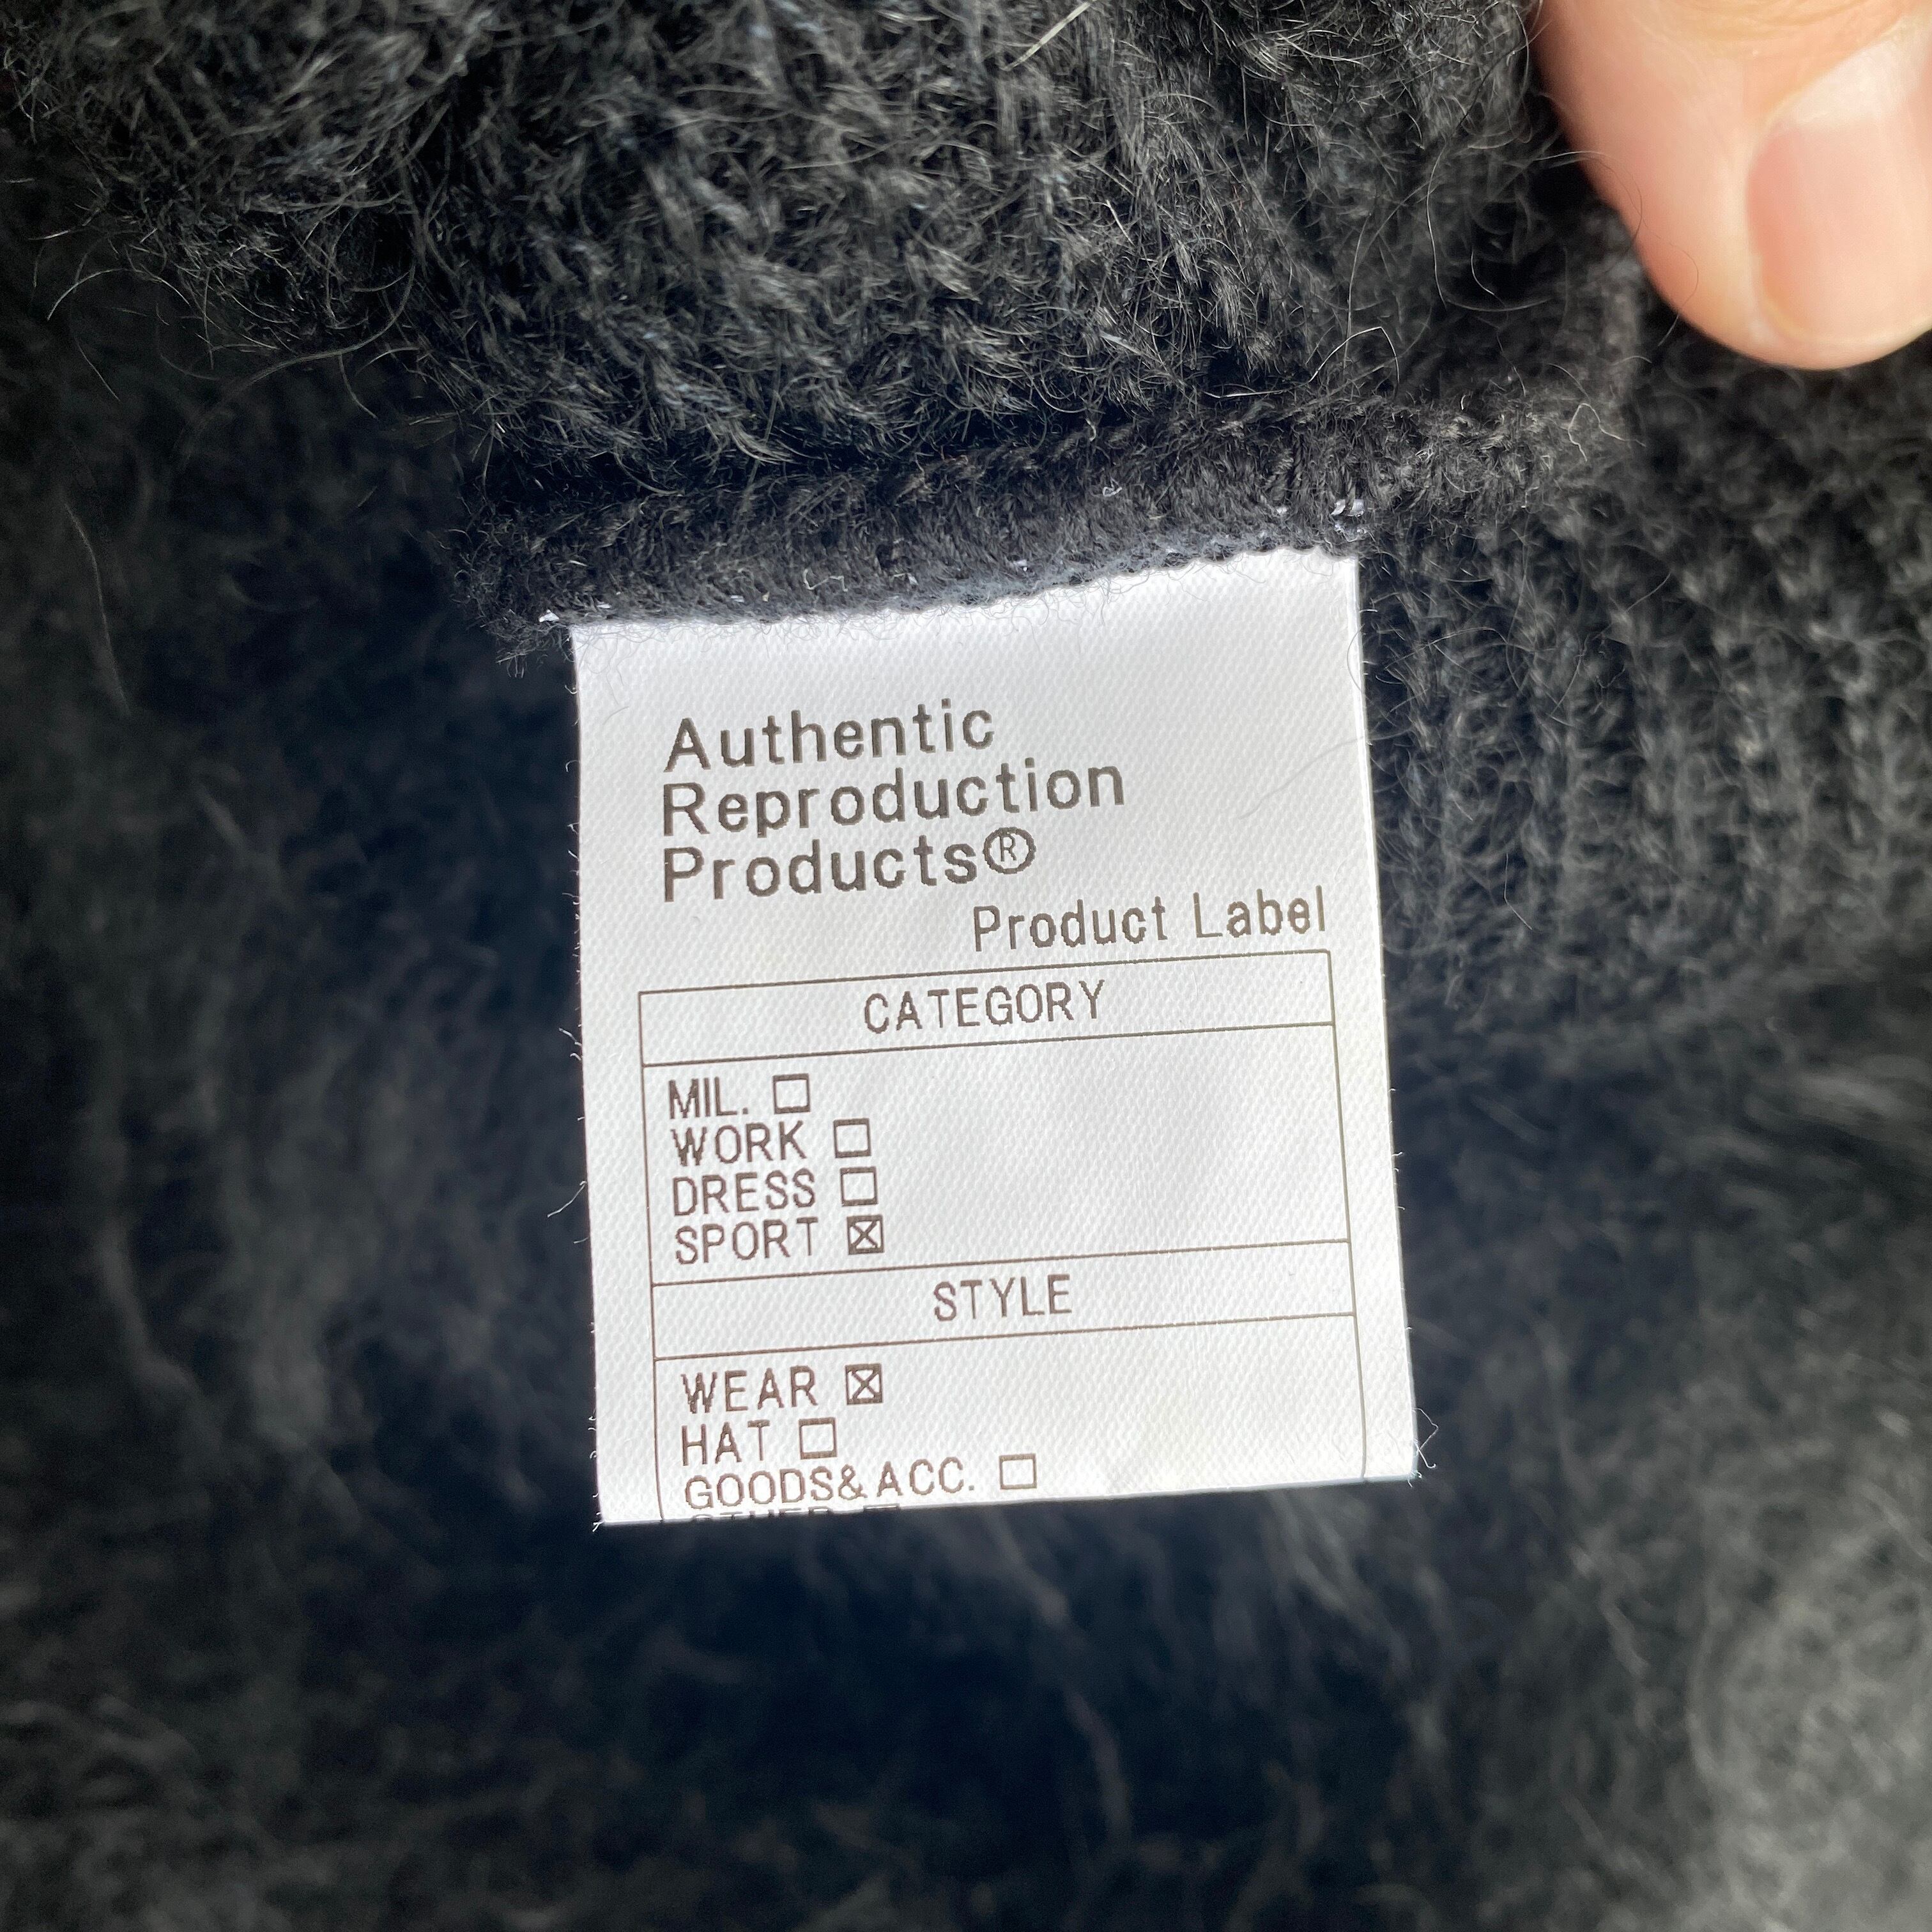 Authentic
Reproduction
Products®
Product Label
CATEGORY
MIL. ☐
WORK ☐
DRESS ☐
SPORT ☒
STYLE
WEAR ☒
HAT ☐
GOODS&ACC. ☐